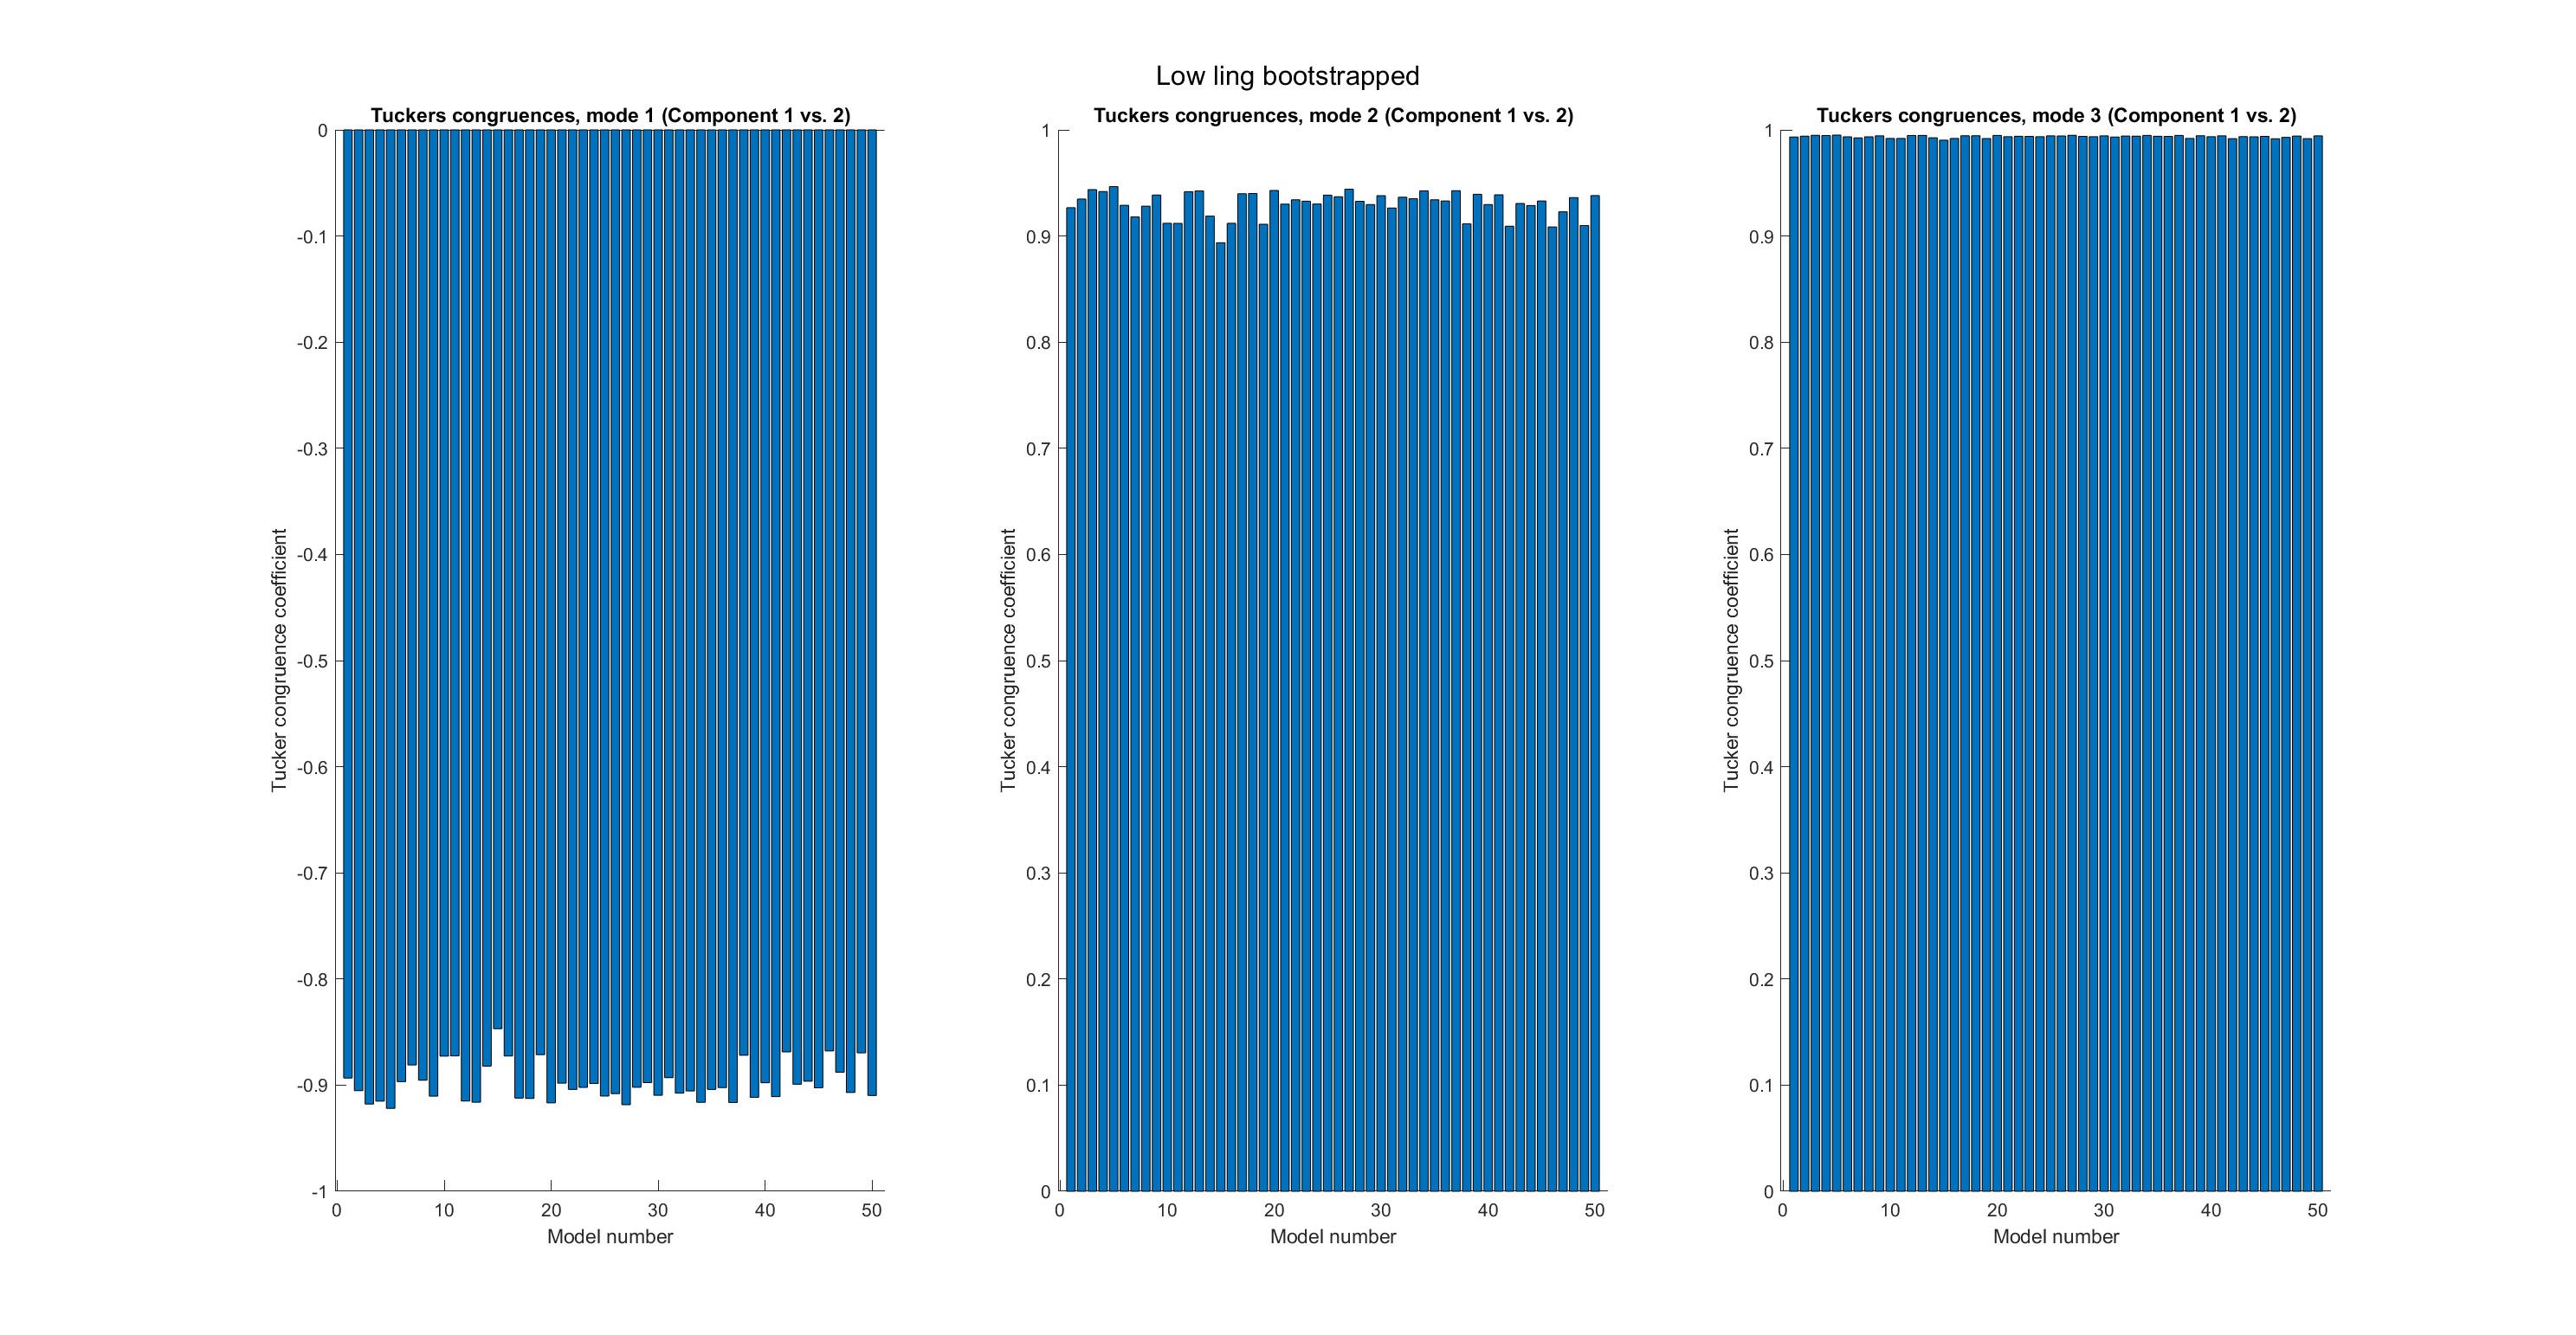 Low ling bootstrapped
Tuckers congruences, mode 1 (Component 1 vs. 2)
0
-0.1
-0.2
-0.3
-0.4
-0.5
-0.6
-0.7
-0.8
-0.9
-1
Tucker congruence coefficient
0 10 20 30 40 50
Model number
Tuckers congruences, mode 2 (Component 1 vs. 2)
1
0.9
0.8
0.7
0.6
0.5
0.4
0.3
0.2
0.1
0
Tucker congruence coefficient
0 10 20 30 40 50
Model number
Tuckers congruences, mode 3 (Component 1 vs. 2)
1
0.9
0.8
0.7
0.6
0.5
0.4
0.3
0.2
0.1
0
Tucker congruence coefficient
0 10 20 30 40 50
Model number